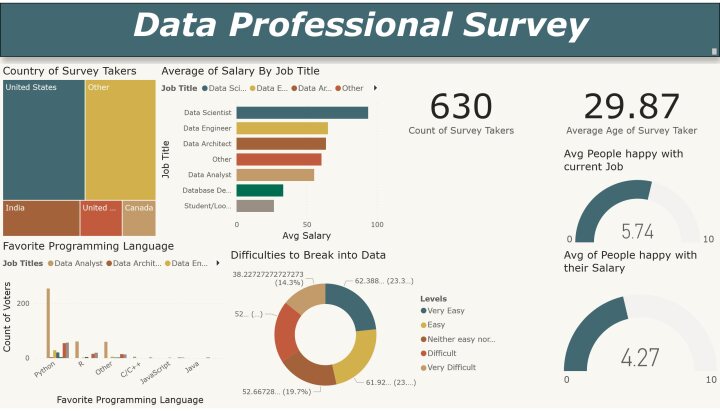 Data Professional Survey
Country of Survey Takers
United States
Other
India
United ...
Canada
Average of Salary By Job Title
Job Title Data Sci... Data E... Data Ar... Other
Job Title
Data Scientist
Data Engineer
Data Architect
Other
Data Analyst
Database De...
Student/Loo...
0 50 100
Avg Salary
630
Count of Survey Takers
29.87
Average Age of Survey Taker
Avg People happy with
current Job
5.74
0 10
Favorite Programming Language
Job Titles Data Analyst Data Archit... Data En...
Count of Voters
200
0
Python R Other C/C++ JavaScript Java
Favorite Programming Language
Difficulties to Break into Data
38.22727272727273
(14.3%)
62.388... (23.3...)
52... (...)
52.66728... (19.7%)
61.92... (23....)
Levels
Very Easy
Easy
Neither easy nor...
Difficult
Very Difficult
Avg of People happy with
their Salary
4.27
0 10